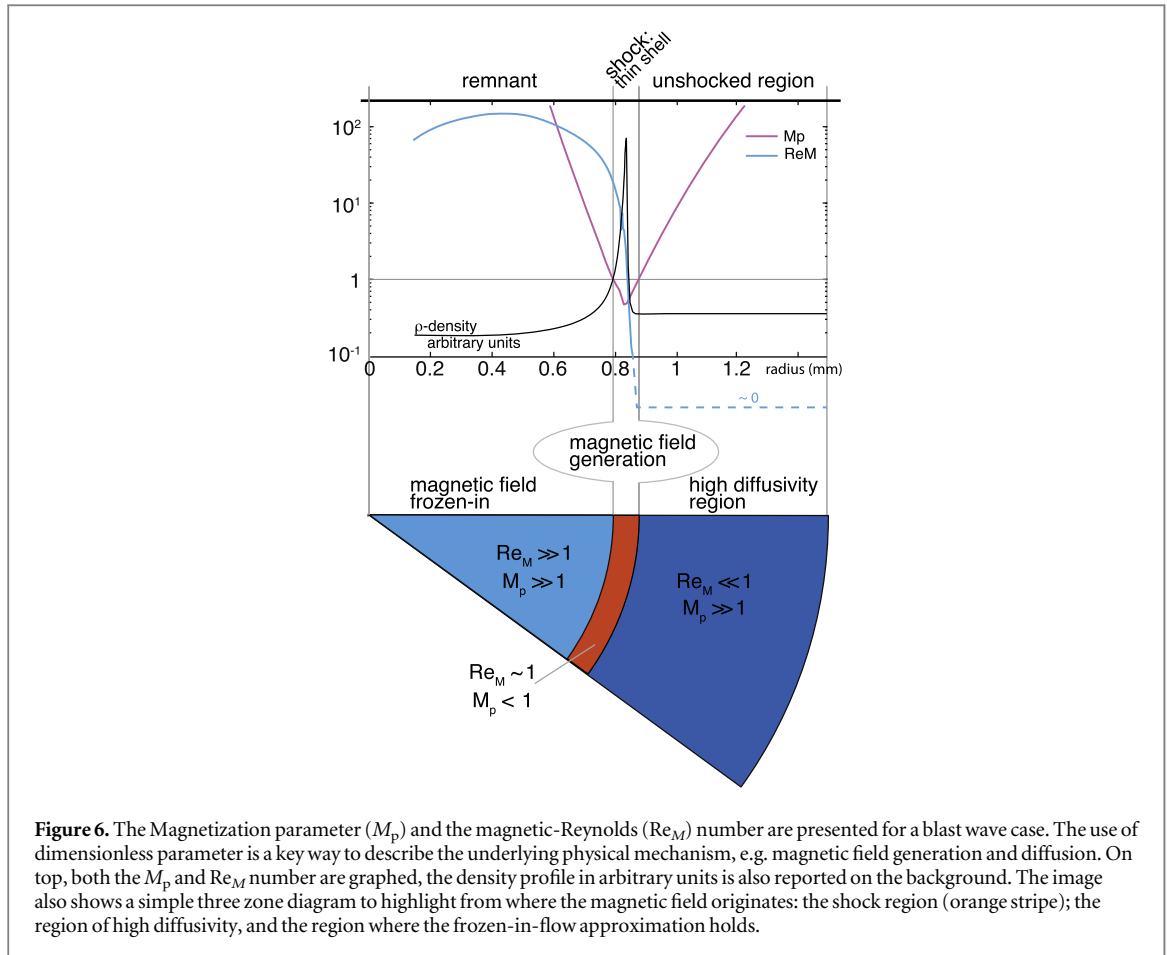 shock:
thin shell
remnant
unshocked region
10²
Mp
ReM
10¹
1
ρ-density
arbitrary units
10⁻¹
0 0.2 0.4 0.6 0.8 1 1.2 radius (mm)
~ 0
magnetic field
generation
magnetic field
frozen-in
high diffusivity
region
Re_M ≫ 1
M_p ≫ 1
Re_M ≪ 1
M_p ≫ 1
Re_M ~ 1
M_p < 1
Figure 6. The Magnetization parameter (M_p) and the magnetic-Reynolds (Re_M) number are presented for a blast wave case. The use of
dimensionless parameter is a key way to describe the underlying physical mechanism, e.g. magnetic field generation and diffusion. On
top, both the M_p and Re_M number are graphed, the density profile in arbitrary units is also reported on the background. The image
also shows a simple three zone diagram to highlight from where the magnetic field originates: the shock region (orange stripe); the
region of high diffusivity, and the region where the frozen-in-flow approximation holds.